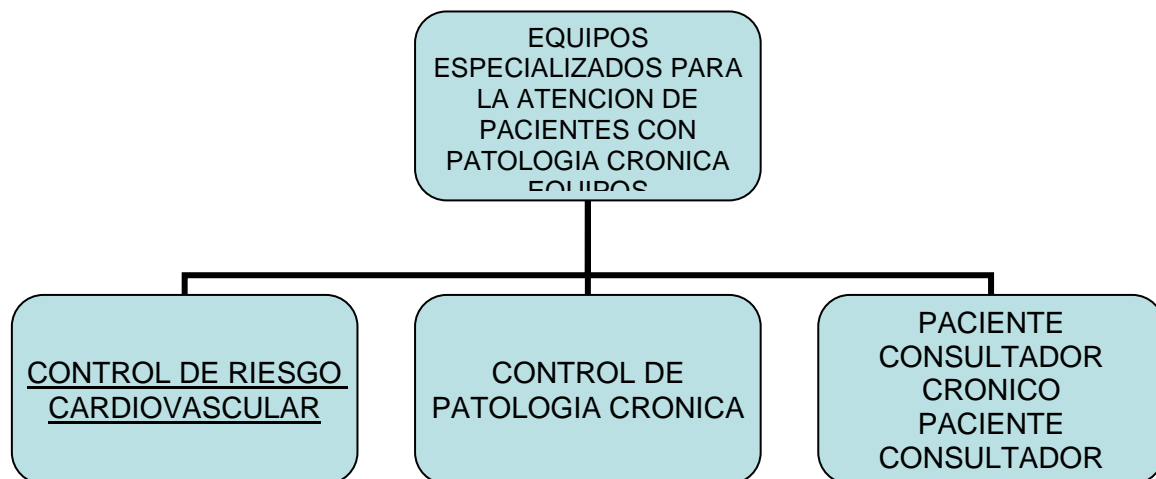 EQUIPOS
ESPECIALIZADOS PARA
LA ATENCION DE
PACIENTES CON
PATOLOGIA CRONICA
EQUIPOS
CONTROL DE RIESGO
CARDIOVASCULAR
CONTROL DE
PATOLOGIA CRONICA
PACIENTE
CONSULTADOR
CRONICO
PACIENTE
CONSULTADOR